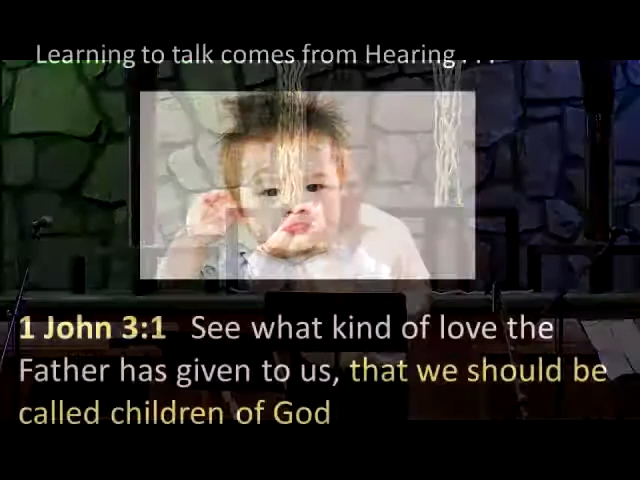 Learning to talk comes from Hearing . . .
1 John 3:1 See what kind of love the
Father has given to us, that we should be
called children of God